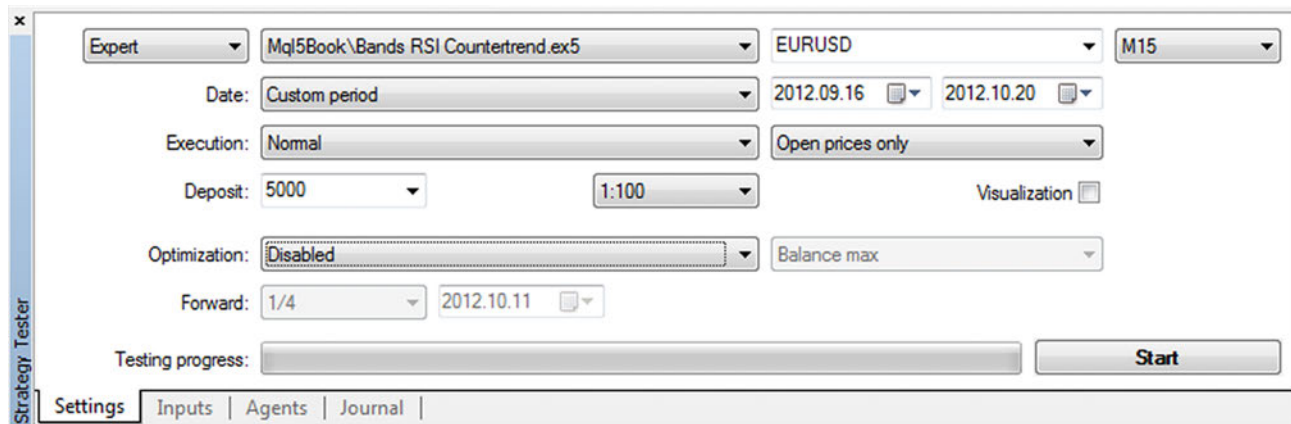 ×
Expert Mql5Book\Bands RSI Countertrend.ex5 EURUSD M15
Date: Custom period 2012.09.16 2012.10.20
Execution: Normal Open prices only
Deposit: 5000 1:100 Visualization
Optimization: Disabled Balance max
Forward: 1/4 2012.10.11
Testing progress: Start
Strategy Tester
Settings Inputs | Agents | Journal |